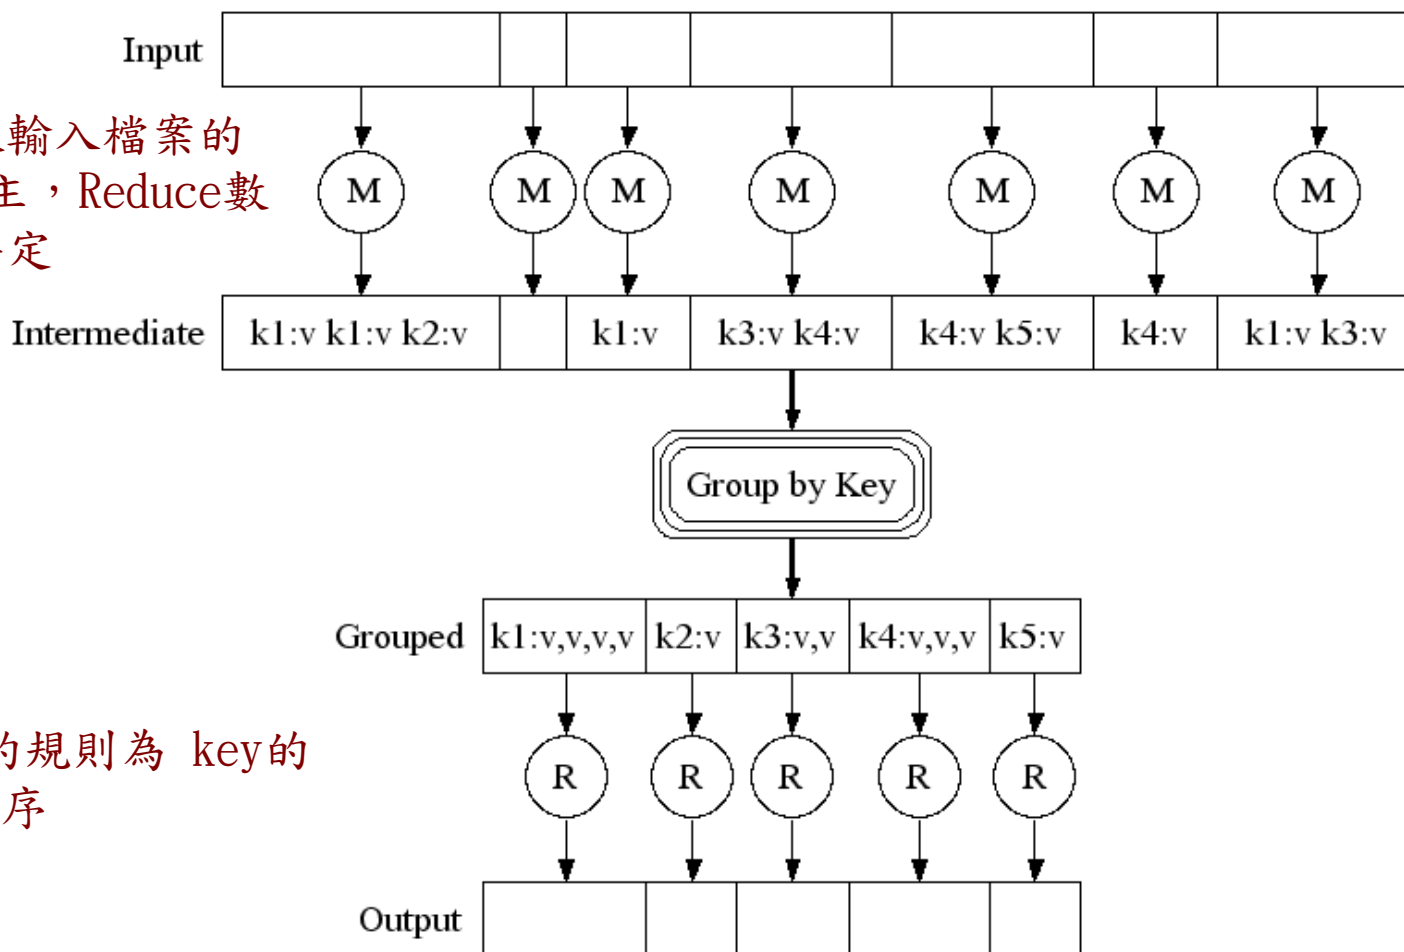 Input
輸入檔案的
主，Reduce數
定
M M M M M M M
Intermediate k1:v k1:v k2:v k1:v k3:v k4:v k4:v k5:v k4:v k1:v k3:v
Group by Key
Grouped k1:v,v,v,v k2:v k3:v,v k4:v,v,v k5:v
的規則為 key的
序
R R R R R
Output